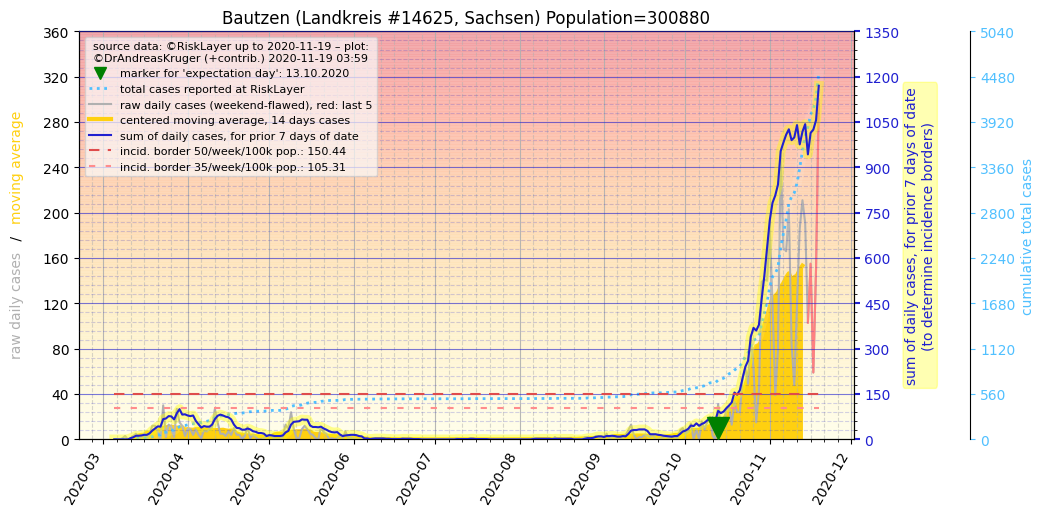 Bautzen (Landkreis #14625, Sachsen) Population=300880
source data: ©RiskLayer up to 2020-11-19 – plot:
©DrAndreasKruger (+contrib.) 2020-11-19 03:59
marker for 'expectation day': 13.10.2020
total cases reported at RiskLayer
raw daily cases (weekend-flawed), red: last 5
centered moving average, 14 days cases
sum of daily cases, for prior 7 days of date
incid. border 50/week/100k pop.: 150.44
incid. border 35/week/100k pop.: 105.31
raw daily cases / moving average
360
320
280
240
200
160
120
80
40
0
1350
1200
1050
900
750
600
450
300
150
0
sum of daily cases, for prior 7 days of date
(to determine incidence borders)
5040
4480
3920
3360
2800
2240
1680
1120
560
0
cumulative total cases
2020-03
2020-04
2020-05
2020-06
2020-07
2020-08
2020-09
2020-10
2020-11
2020-12